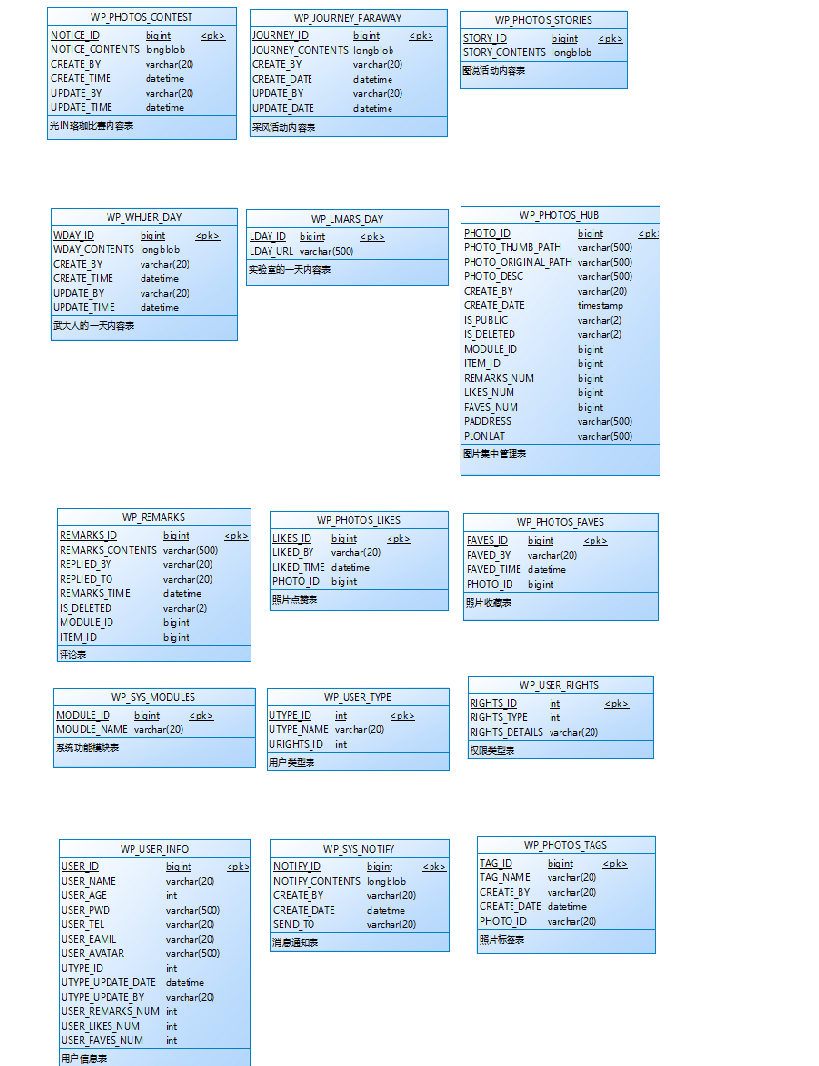 WP_PHOTOS_CONTEST
NOTICE_ID bigint <pk>
NOTICE_CONTENTS longblob
CREATE_BY varchar(20)
CREATE_TIME datetime
UPDATE_BY varchar(20)
UPDATE_TIME datetime
光IN珞珈比赛内容表
WP_JOURNEY_FARAWAY
JOURNEY_ID bigint <pk>
JOURNEY_CONTENTS longblob
CREATE_BY varchar(20)
CREATE_DATE datetime
UPDATE_BY varchar(20)
UPDATE_DATE datetime
采风活动内容表
WP_PHOTOS_STORIES
STORY_ID bigint <pk>
STORY_CONTENTS longblob
图说活动内容表
WP_WHUER_DAY
WDAY_ID bigint <pk>
WDAY_CONTENTS longblob
CREATE_BY varchar(20)
CREATE_TIME datetime
UPDATE_BY varchar(20)
UPDATE_TIME datetime
武大人的一天内容表
WP_LMARS_DAY
LDAY_ID bigint <pk>
LDAY_URL varchar(500)
实验室的一天内容表
WP_PHOTOS_HUB
PHOTO_ID bigint <pk>
PHOTO_THUMB_PATH varchar(500)
PHOTO_ORIGINAL_PATH varchar(500)
PHOTO_DESC varchar(500)
CREATE_BY varchar(20)
CREATE_DATE timestamp
IS_PUBLIC varchar(2)
IS_DELETED varchar(2)
MODULE_ID bigint
ITEM_ID bigint
REMARKS_NUM bigint
LIKES_NUM bigint
FAVES_NUM bigint
PADDRESS varchar(500)
PLONLAT varchar(500)
图片集中管理表
WP_REMARKS
REMARKS_ID bigint <pk>
REMARKS_CONTENTS varchar(500)
REPLIED_BY varchar(20)
REPLIED_TO varchar(20)
REMARKS_TIME datetime
IS_DELETED varchar(2)
MODULE_ID bigint
ITEM_ID bigint
评论表
WP_PHOTOS_LIKES
LIKES_ID bigint <pk>
LIKED_BY varchar(20)
LIKED_TIME datetime
PHOTO_ID bigint
照片点赞表
WP_PHOTOS_FAVES
FAVES_ID bigint <pk>
FAVED_BY varchar(20)
FAVED_TIME datetime
PHOTO_ID bigint
照片收藏表
WP_SYS_MODULES
MODULE_ID bigint <pk>
MOUDLE_NAME varchar(20)
系统功能模块表
WP_USER_TYPE
UTYPE_ID int <pk>
UTYPE_NAME varchar(20)
URIGHTS_ID int
用户类型表
WP_USER_RIGHTS
RIGHTS_ID int <pk>
RIGHTS_TYPE int
RIGHTS_DETAILS varchar(20)
权限类型表
WP_USER_INFO
USER_ID bigint <pk>
USER_NAME varchar(20)
USER_AGE int
USER_PWD varchar(500)
USER_TEL varchar(20)
USER_EAMIL varchar(20)
USER_AVATAR varchar(500)
UTYPE_ID int
UTYPE_UPDATE_DATE datetime
UTYPE_UPDATE_BY varchar(20)
USER_REMARKS_NUM int
USER_LIKES_NUM int
USER_FAVES_NUM int
用户信息表
WP_SYS_NOTIFY
NOTIFY_ID bigint <pk>
NOTIFY_CONTENTS longblob
CREATE_BY varchar(20)
CREATE_DATE datetime
SEND_TO varchar(20)
消息通知表
WP_PHOTOS_TAGS
TAG_ID bigint <pk>
TAG_NAME varchar(20)
CREATE_BY varchar(20)
CREATE_DATE datetime
PHOTO_ID varchar(20)
照片标签表